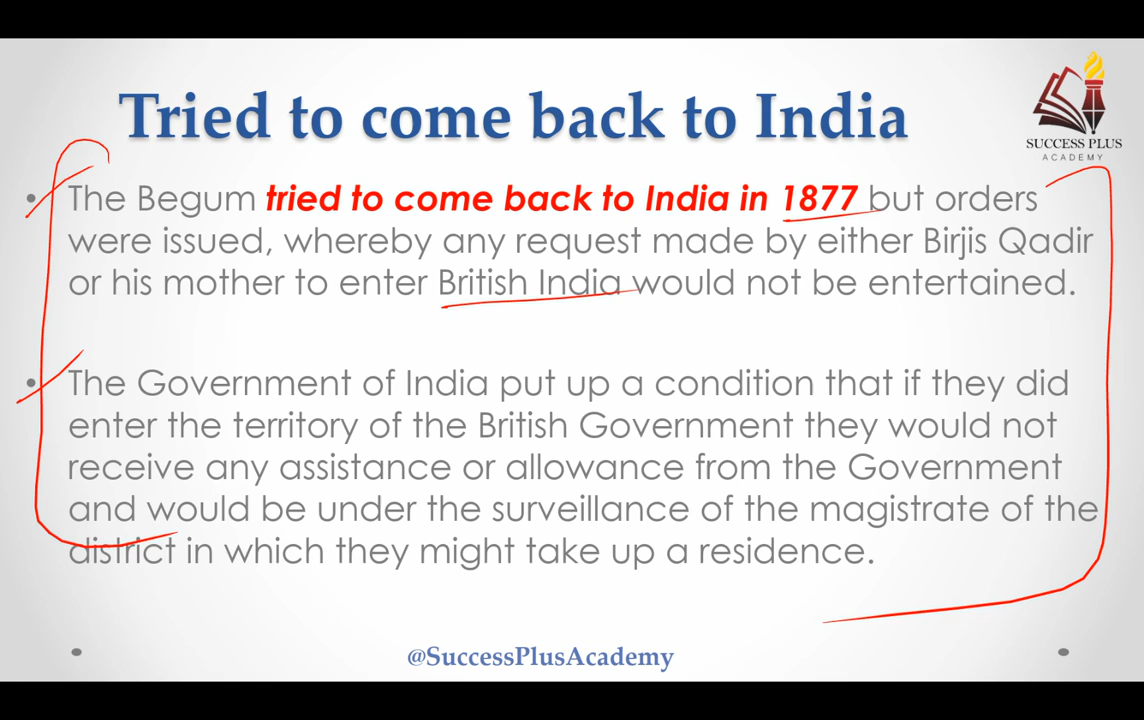 Tried to come back to India
SUCCESS PLUS
ACADEMY
• The Begum tried to come back to India in 1877 but orders
were issued, whereby any request made by either Birjis Qadir
or his mother to enter British India would not be entertained.
• The Government of India put up a condition that if they did
enter the territory of the British Government they would not
receive any assistance or allowance from the Government
and would be under the surveillance of the magistrate of the
district in which they might take up a residence.
@SuccessPlusAcademy